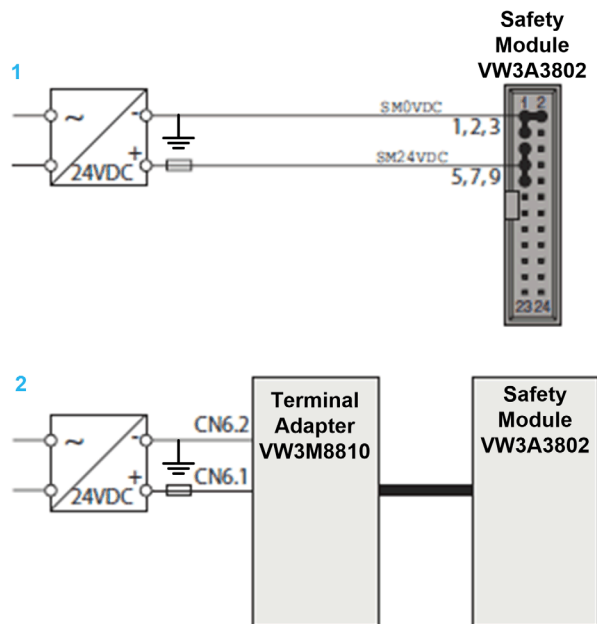 Safety
Module
VW3A3802
1
~
-
+
24VDC
SM0VDC
1,2,3
SM24VDC
5,7,9
1 2
23 24
2
~
-
+
24VDC
CN6.2
CN6.1
Terminal
Adapter
VW3M8810
Safety
Module
VW3A3802